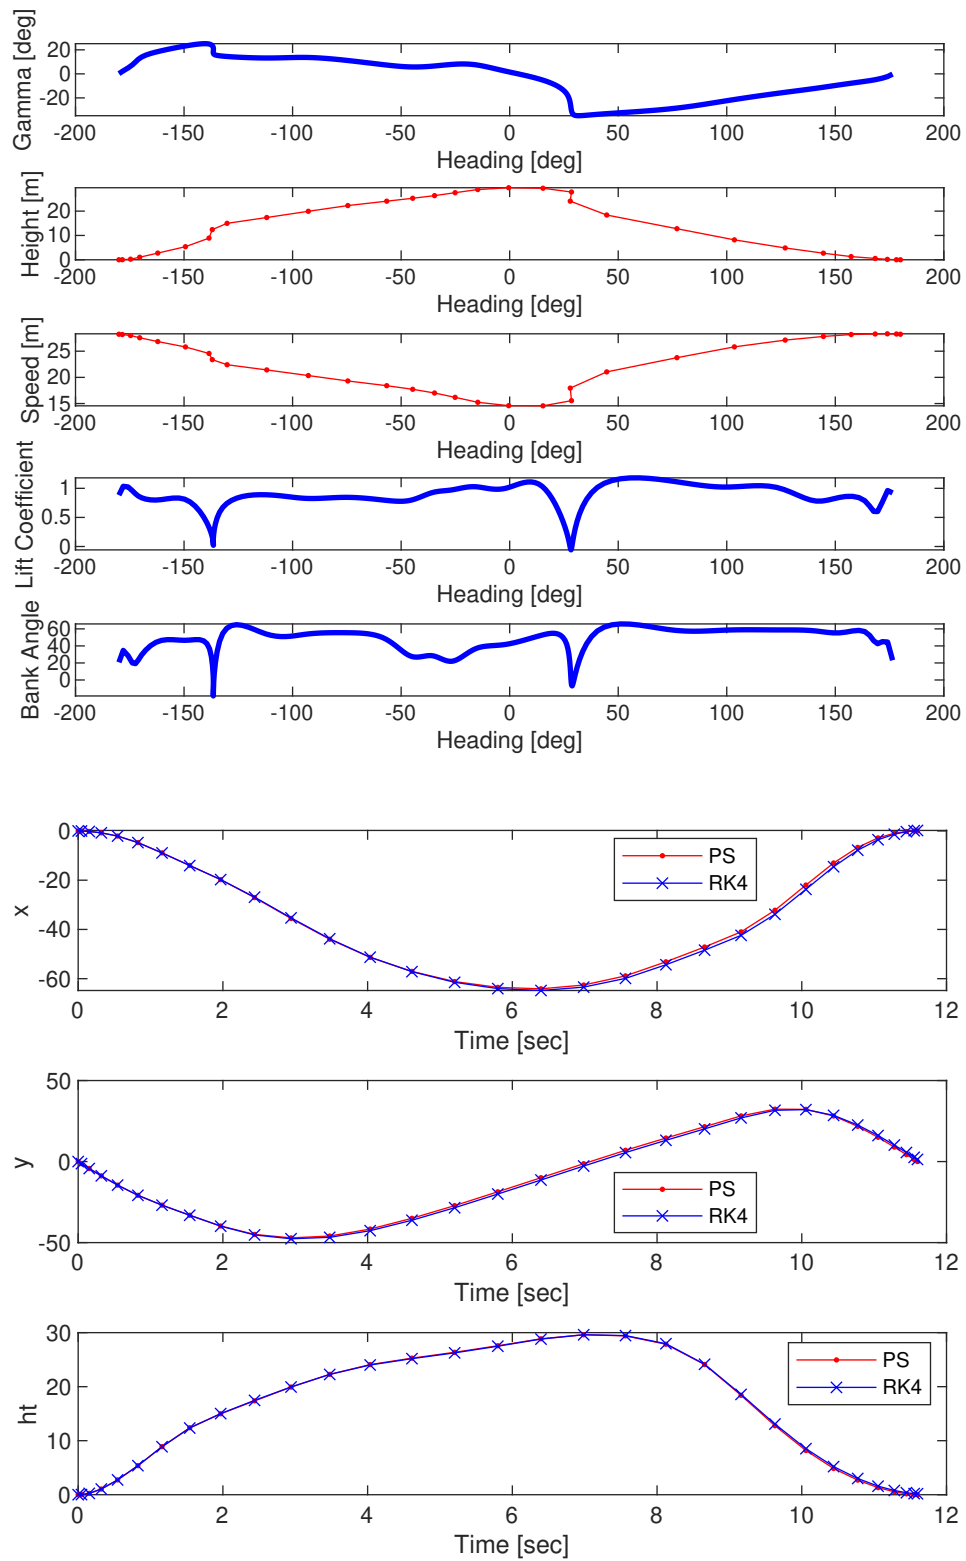 Gamma [deg]
20
0
-20
-200 -150 -100 -50 0 50 100 150 200
Heading [deg]
Height [m]
20
10
0
-200 -150 -100 -50 0 50 100 150 200
Heading [deg]
Speed [m]
25
20
15
-200 -150 -100 -50 0 50 100 150 200
Heading [deg]
Lift Coefficient
1
0.5
0
-200 -150 -100 -50 0 50 100 150 200
Heading [deg]
Bank Angle
60
40
20
0
-200 -150 -100 -50 0 50 100 150 200
Heading [deg]
x
0
-20
-40
-60
PS
RK4
0 2 4 6 8 10 12
Time [sec]
y
50
0
-50
PS
RK4
0 2 4 6 8 10 12
Time [sec]
ht
30
20
10
0
PS
RK4
0 2 4 6 8 10 12
Time [sec]